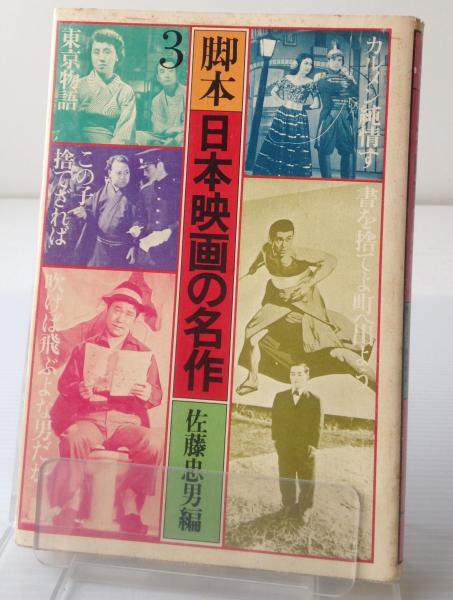 脚本
日本映画の名作
3
佐藤忠男編
カルメン純情す
書を捨てよ町へ出よう
東京物語
この子
捨てざれば
吹けば飛ぶよな男だが